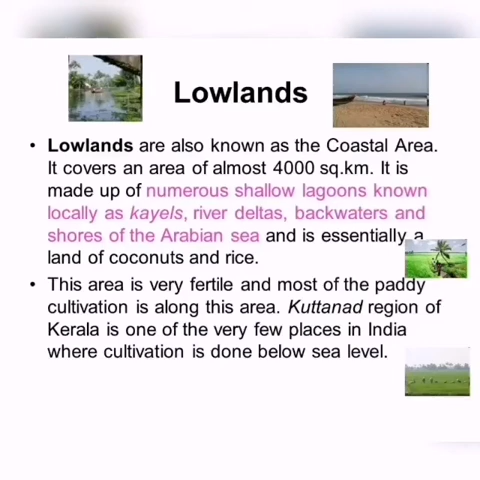 Lowlands
• Lowlands are also known as the Coastal Area.
It covers an area of almost 4000 sq.km. It is
made up of numerous shallow lagoons known
locally as kayels, river deltas, backwaters and
shores of the Arabian sea and is essentially a
land of coconuts and rice.
• This area is very fertile and most of the paddy
cultivation is along this area. Kuttanad region of
Kerala is one of the very few places in India
where cultivation is done below sea level.